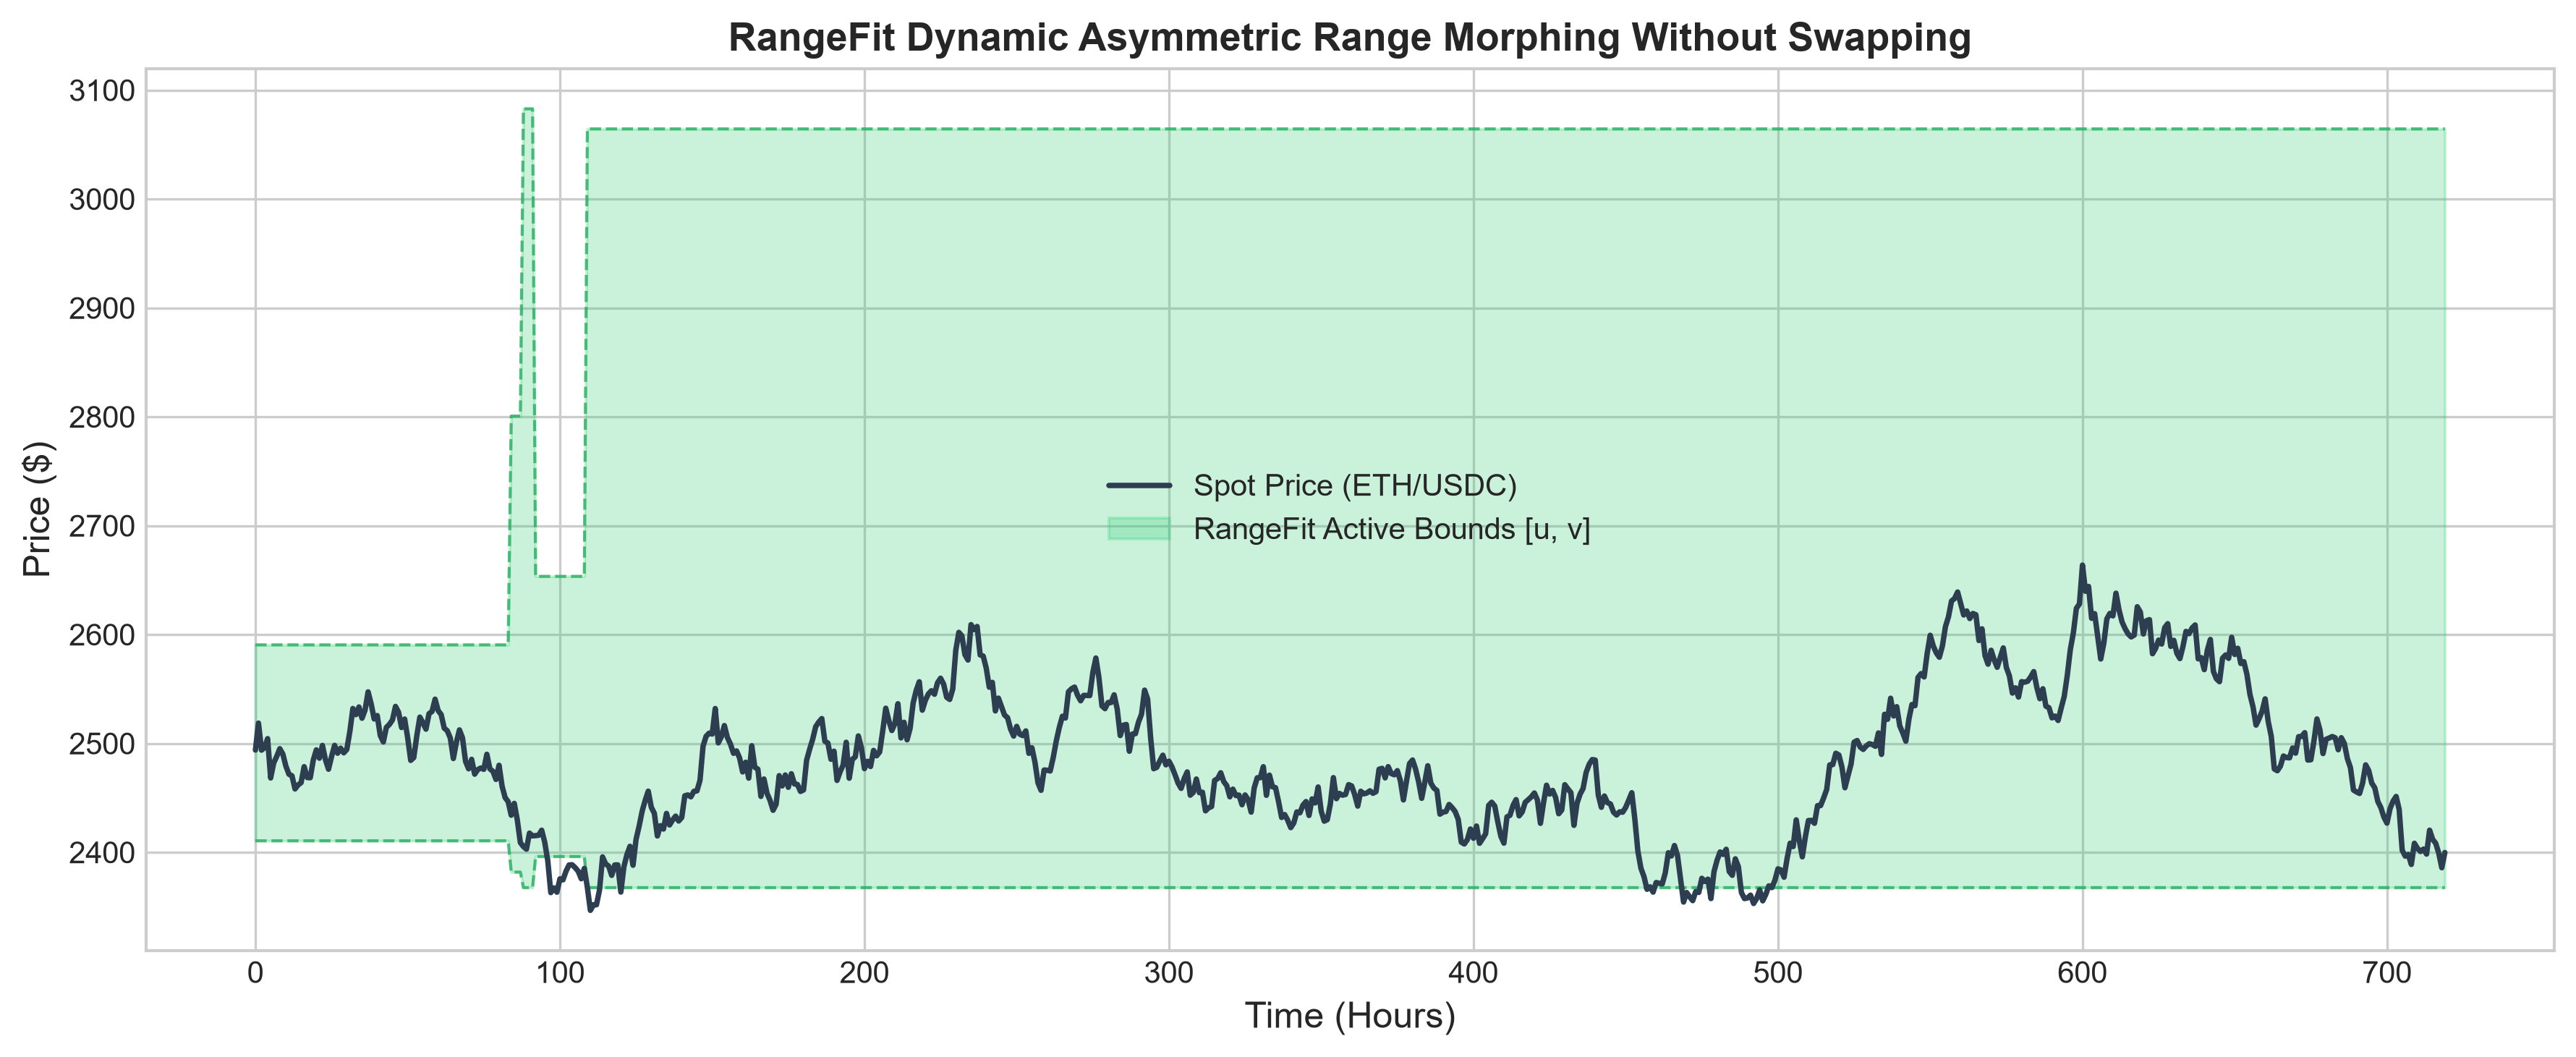 RangeFit Dynamic Asymmetric Range Morphing Without Swapping
Price ($)
3100
3000
2900
2800
2700
2600
2500
2400
Spot Price (ETH/USDC)
RangeFit Active Bounds [u, v]
0 100 200 300 400 500 600 700
Time (Hours)